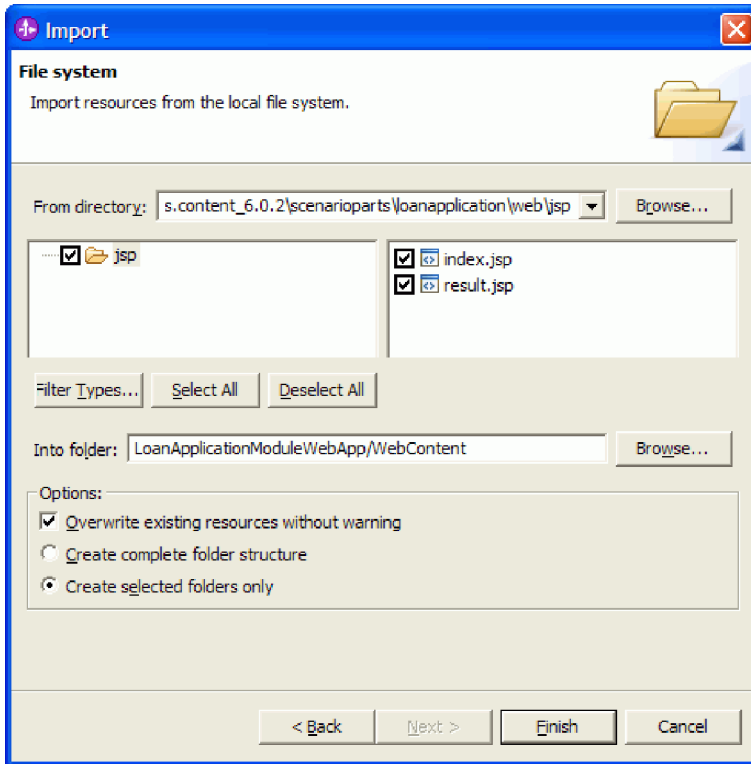 Import
File system
Import resources from the local file system.
From directory: s.content_6.0.2\scenarioparts\loanapplication\web\jsp Browse...
jsp
index.jsp
result.jsp
Filter Types... Select All Deselect All
Into folder: LoanApplicationModuleWebApp/WebContent Browse...
Options:
Overwrite existing resources without warning
Create complete folder structure
Create selected folders only
< Back Next > Finish Cancel